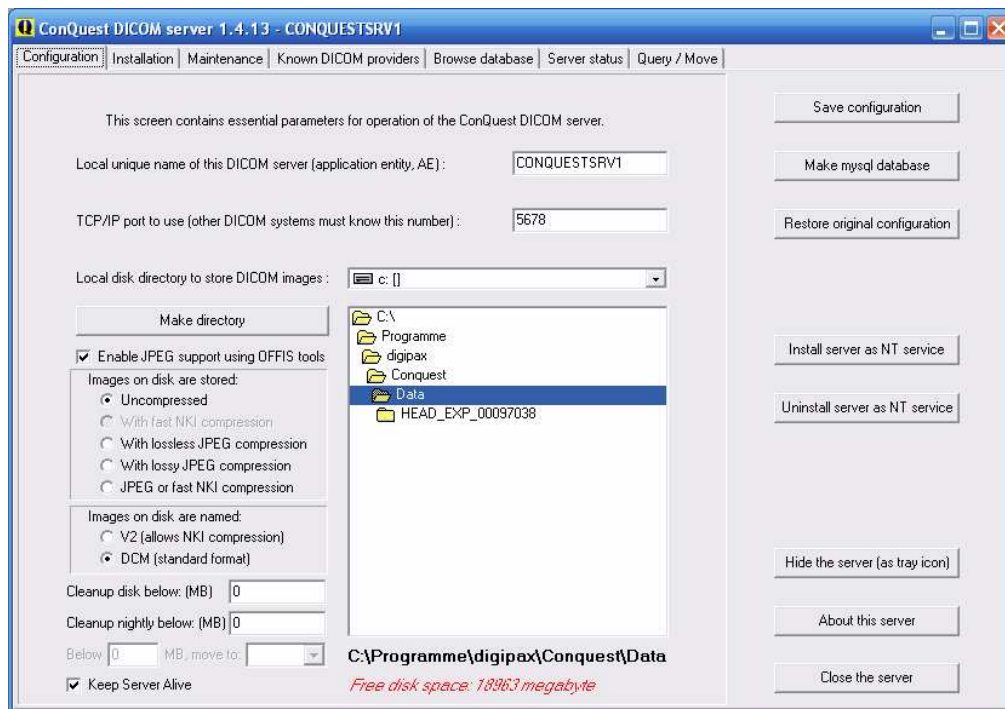 ConQuest DICOM server 1.4.13 - CONQUESTSRV1
Configuration Installation Maintenance Known DICOM providers Browse database Server status Query / Move
This screen contains essential parameters for operation of the ConQuest DICOM server.
Local unique name of this DICOM server (application entity, AE) : CONQUESTSRV1
TCP/IP port to use (other DICOM systems must know this number) : 5678
Local disk directory to store DICOM images : c: []
Make directory
Enable JPEG support using OFFIS tools
Images on disk are stored:
Uncompressed
With fast NKI compression
With lossless JPEG compression
With lossy JPEG compression
JPEG or fast NKI compression
Images on disk are named:
V2 (allows NKI compression)
DCM (standard format)
Cleanup disk below: (MB) 0
Cleanup nightly below: (MB) 0
Below 0 MB, move to:
Keep Server Alive
C:\
Programme
digipax
Conquest
Data
HEAD_EXP_00097038
C:\Programme\digipax\Conquest\Data
Free disk space: 18963 megabyte
Save configuration
Make mysql database
Restore original configuration
Install server as NT service
Uninstall server as NT service
Hide the server (as tray icon)
About this server
Close the server